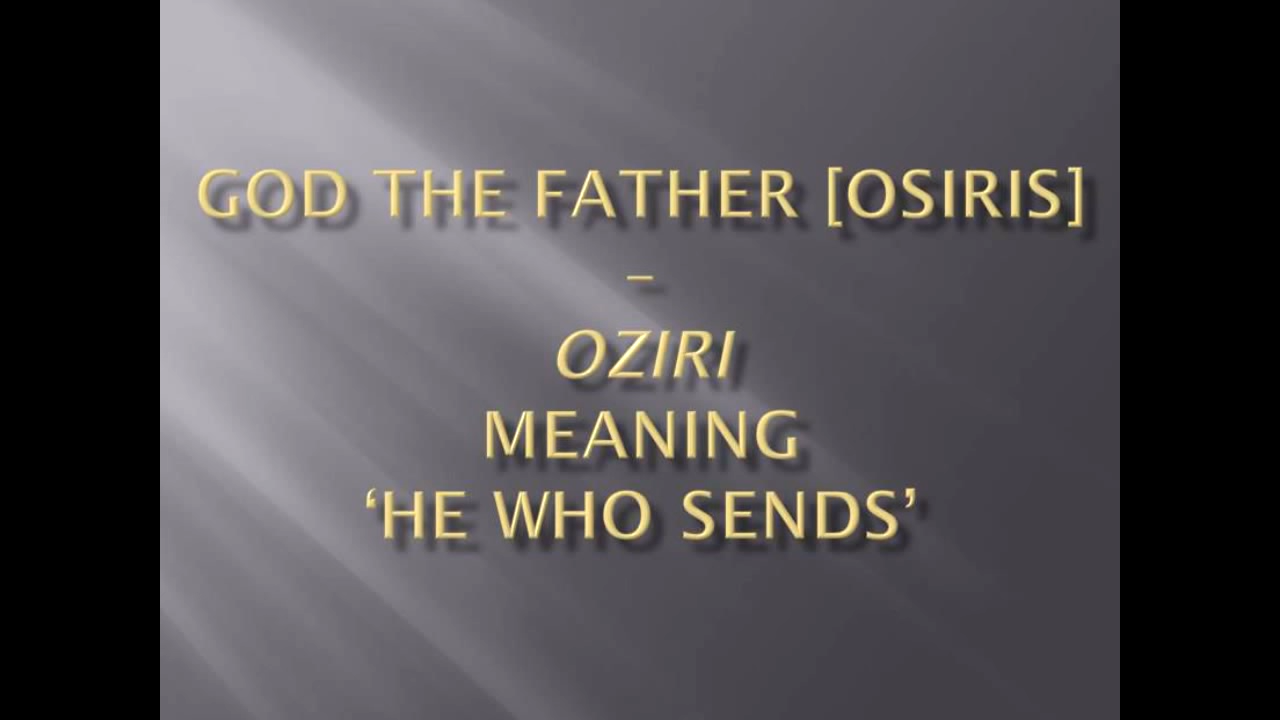 GOD THE FATHER [OSIRIS]
–
OZIRI
MEANING
‘HE WHO SENDS’